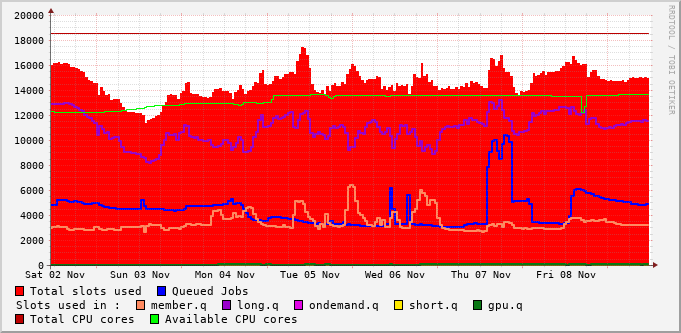 20000
18000
16000
14000
12000
10000
8000
6000
4000
2000
0
Sat 02 Nov Sun 03 Nov Mon 04 Nov Tue 05 Nov Wed 06 Nov Thu 07 Nov Fri 08 Nov
Total slots used Queued Jobs
Slots used in : member.q long.q ondemand.q short.q gpu.q
Total CPU cores Available CPU cores
RRDTOOL / TOBI OETIKER